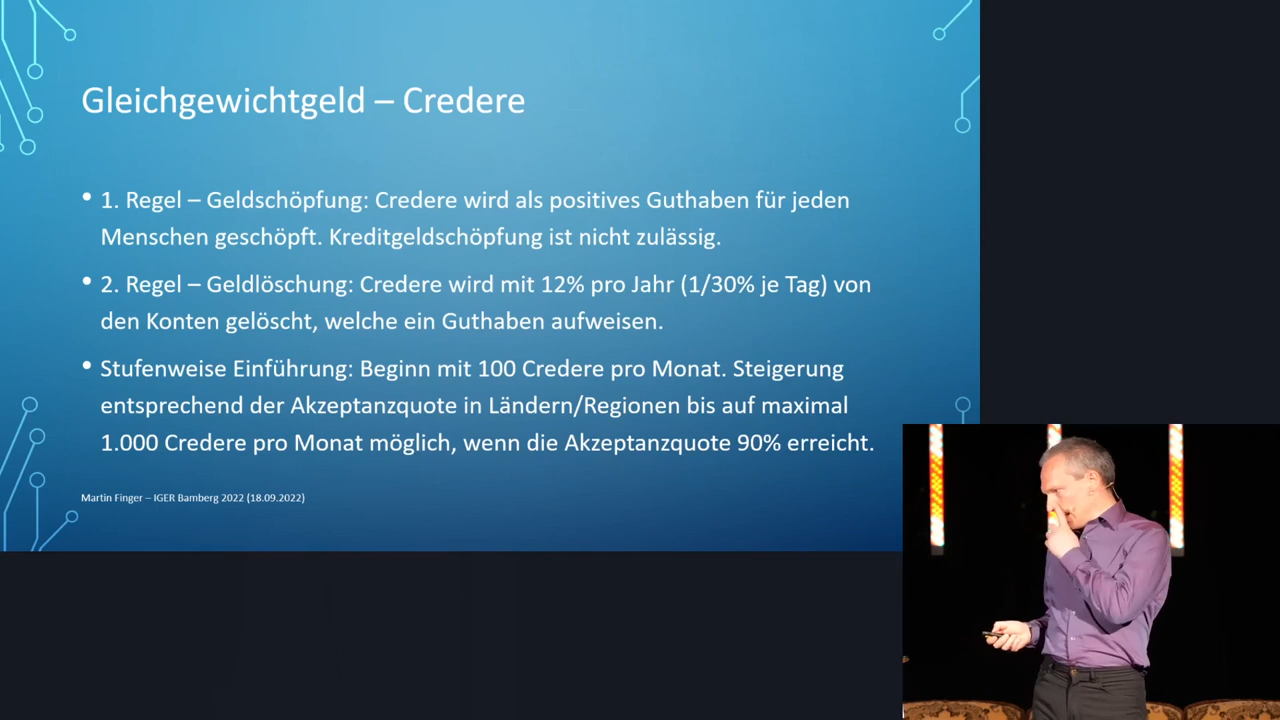 Gleichgewichtgeld – Credere
• 1. Regel – Geldschöpfung: Credere wird als positives Guthaben für jeden
Menschen geschöpft. Kreditgeldschöpfung ist nicht zulässig.
• 2. Regel – Geldlöschung: Credere wird mit 12% pro Jahr (1/30% je Tag) von
den Konten gelöscht, welche ein Guthaben aufweisen.
• Stufenweise Einführung: Beginn mit 100 Credere pro Monat. Steigerung
entsprechend der Akzeptanzquote in Ländern/Regionen bis auf maximal
1.000 Credere pro Monat möglich, wenn die Akzeptanzquote 90% erreicht.
Martin Finger – IGER Bamberg 2022 (18.09.2022)